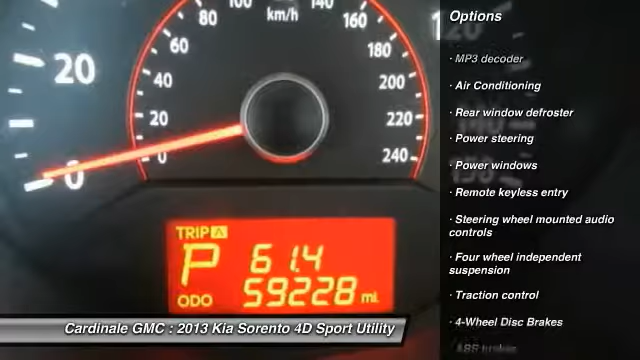 Options
· MP3 decoder
· Air Conditioning
· Rear window defroster
· Power steering
· Power windows
· Remote keyless entry
· Steering wheel mounted audio
controls
· Four wheel independent
suspension
· Traction control
· 4-Wheel Disc Brakes
· ABS brakes
80
km/h
140
60
160
20
40
180
20
200
0
0
220
240
TRIP A
P 61.4
ODO 59228 mi.
Cardinale GMC : 2013 Kia Sorento 4D Sport Utility